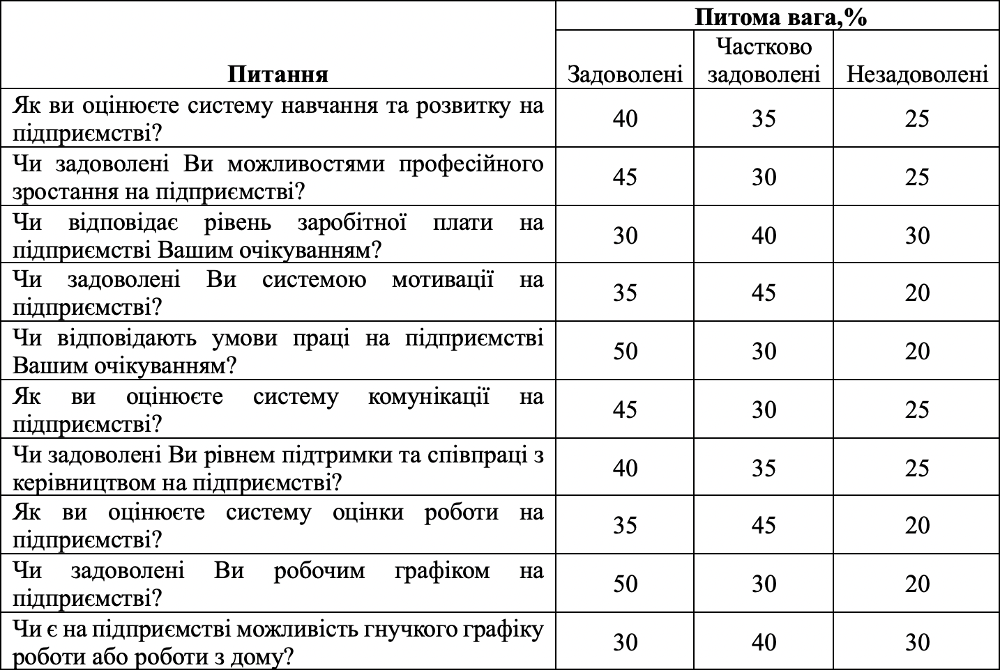 Питання
Питома вага,%
Задоволені
Частково
задоволені
Незадоволені
Як ви оцінюєте систему навчання та розвитку на
підприємстві?
40 35 25
Чи задоволені Ви можливостями професійного
зростання на підприємстві?
45 30 25
Чи відповідає рівень заробітної плати на
підприємстві Вашим очікуванням?
30 40 30
Чи задоволені Ви системою мотивації на
підприємстві?
35 45 20
Чи відповідають умови праці на підприємстві
Вашим очікуванням?
50 30 20
Як ви оцінюєте систему комунікації на
підприємстві?
45 30 25
Чи задоволені Ви рівнем підтримки та співпраці з
керівництвом на підприємстві?
40 35 25
Як ви оцінюєте систему оцінки роботи на
підприємстві?
35 45 20
Чи задоволені Ви робочим графіком на
підприємстві?
50 30 20
Чи є на підприємстві можливість гнучкого графіку
роботи або роботи з дому?
30 40 30